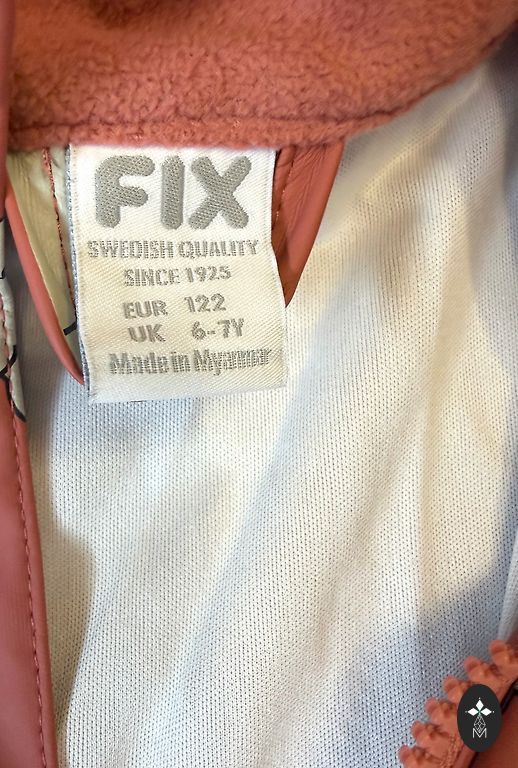 FIX
SWEDISH QUALITY
SINCE 1925
EUR 122
UK 6-7Y
Made in Myanmar
M